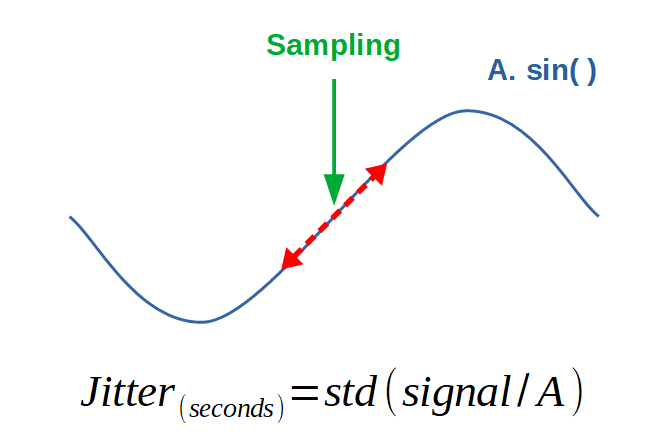 Sampling
A. sin( )
Jitter(seconds)=std(signal/A)